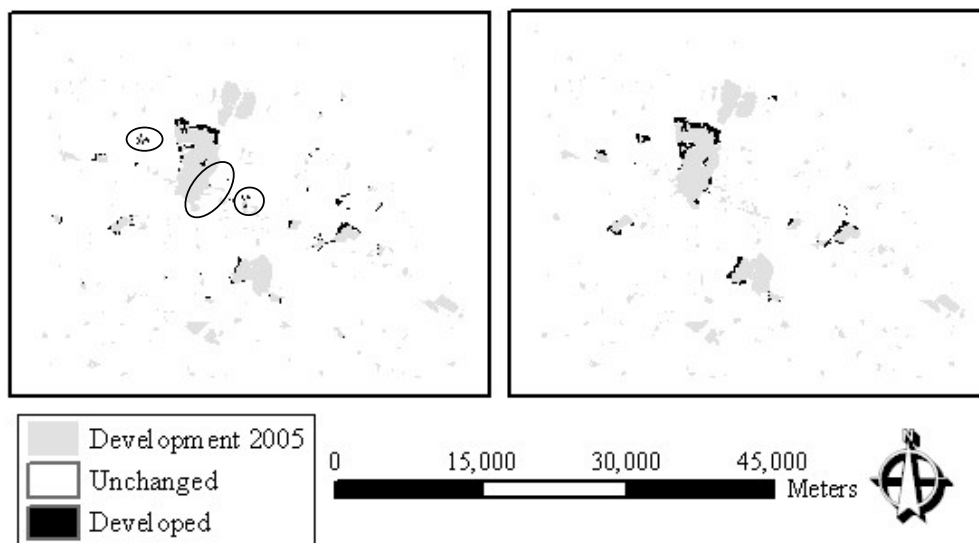 Development 2005
Unchanged
Developed
0 15,000 30,000 45,000
Meters
N